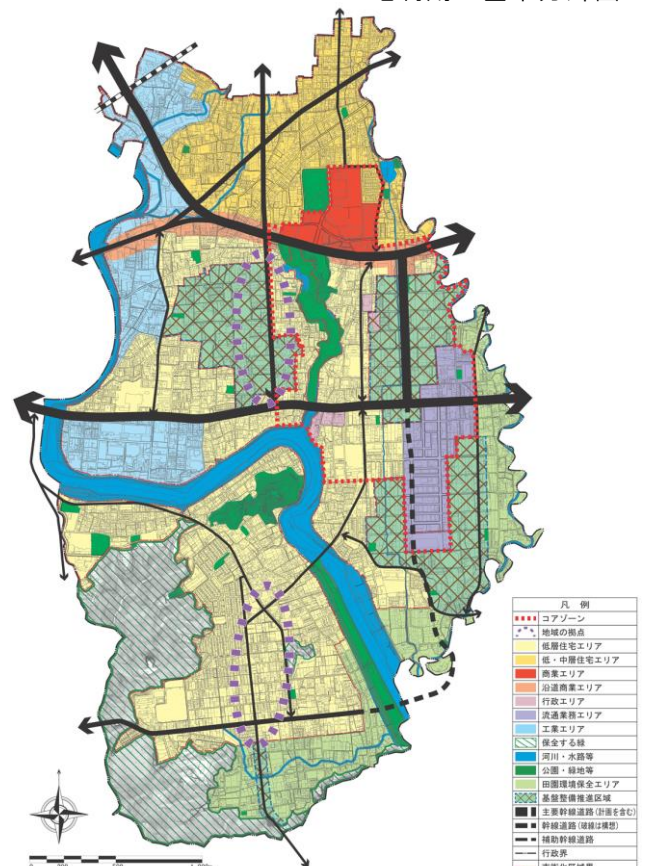 凡 例
コアゾーン
地域の拠点
低層住宅エリア
低・中層住宅エリア
商業エリア
沿道商業エリア
行政エリア
流通業務エリア
工業エリア
保全する緑
河川・水路等
公園・緑地等
田園環境保全エリア
基盤整備推進区域
主要幹線道路(計画を含む)
幹線道路(破線は構想)
補助幹線道路
行政界